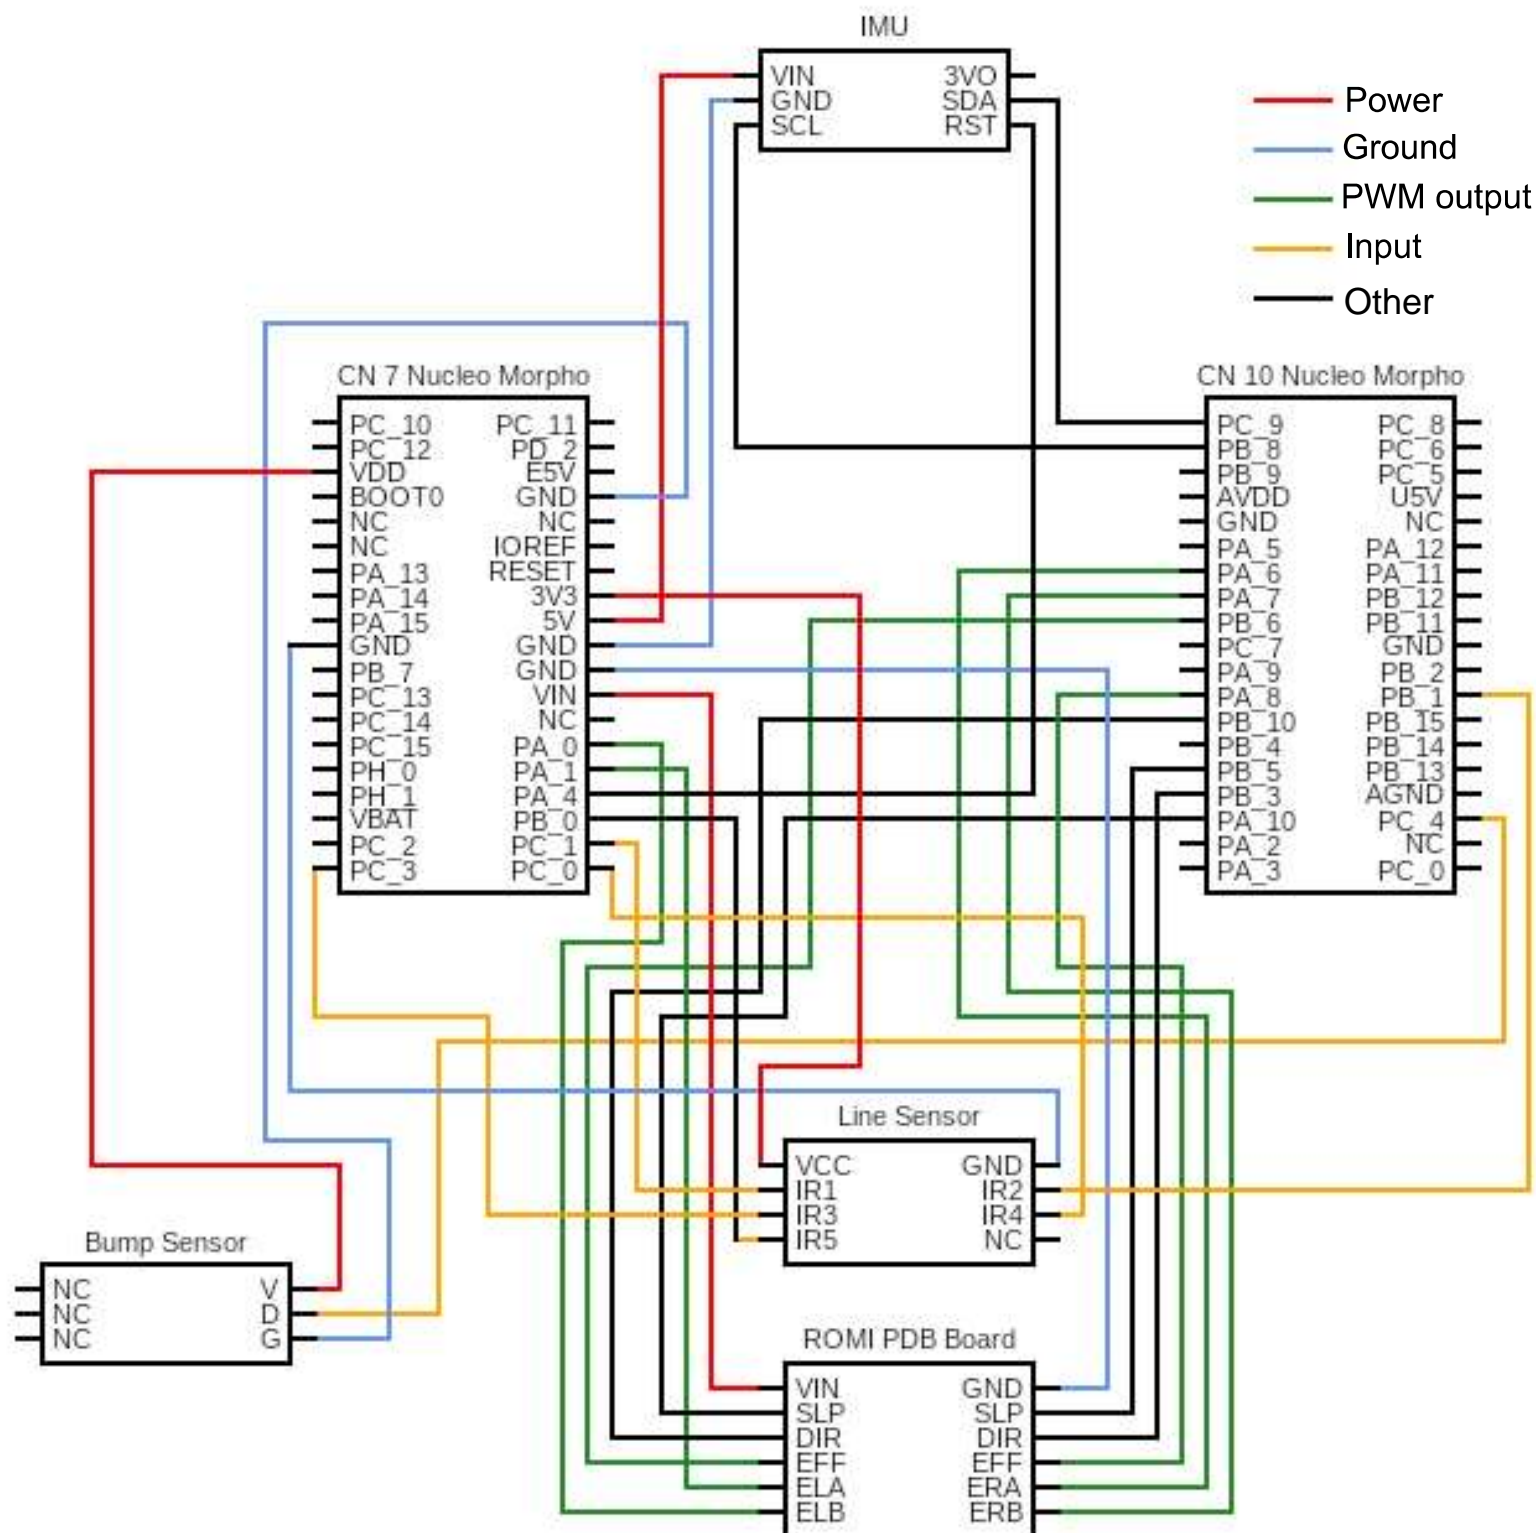 IMU
VIN 3VO
GND SDA
SCL RST
Power
Ground
PWM output
Input
Other
CN 7 Nucleo Morpho
PC_10 PC_11
PC_12 PD_2
VDD E5V
BOOT0 GND
NC NC
NC IOREF
PA_13 RESET
PA_14 3V3
PA_15 5V
GND GND
PB_7 GND
PC_13 VIN
PC_14 NC
PC_15 PA_0
PH_0 PA_1
PH_1 PA_4
VBAT PB_0
PC_2 PC_1
PC_3 PC_0
CN 10 Nucleo Morpho
PC_9 PC_8
PB_8 PC_6
PB_9 PC_5
AVDD U5V
GND NC
PA_5 PA_12
PA_6 PA_11
PA_7 PB_12
PB_6 PB_11
PC_7 GND
PA_9 PB_2
PA_8 PB_1
PB_10 PB_15
PB_4 PB_14
PB_5 PB_13
PB_3 AGND
PA_10 PC_4
PA_2 NC
PA_3 PC_0
Line Sensor
VCC GND
IR1 IR2
IR3 IR4
IR5 NC
Bump Sensor
NC V
NC D
NC G
ROMI PDB Board
VIN GND
SLP SLP
DIR DIR
EFF EFF
ELA ERA
ELB ERB